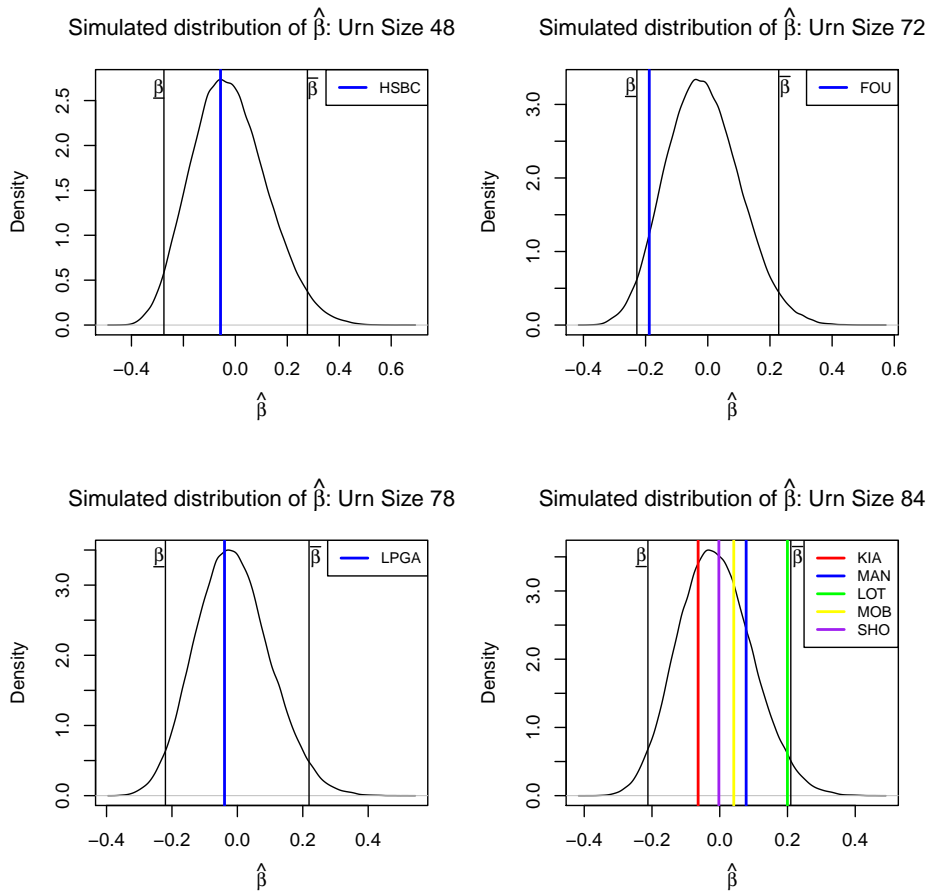 Simulated distribution of β̂: Urn Size 48
β̲
β̅
HSBC
Density
0.0
0.5
1.0
1.5
2.0
2.5
−0.4
0.0
0.2
0.4
0.6
β̂
Simulated distribution of β̂: Urn Size 72
β̲
β̅
FOU
Density
0.0
1.0
2.0
3.0
−0.4
−0.2
0.0
0.2
0.4
0.6
β̂
Simulated distribution of β̂: Urn Size 78
β̲
β̅
LPGA
Density
0.0
1.0
2.0
3.0
−0.4
−0.2
0.0
0.2
0.4
β̂
Simulated distribution of β̂: Urn Size 84
β̲
β̅
KIA
MAN
LOT
MOB
SHO
Density
0.0
1.0
2.0
3.0
−0.4
−0.2
0.0
0.2
0.4
β̂